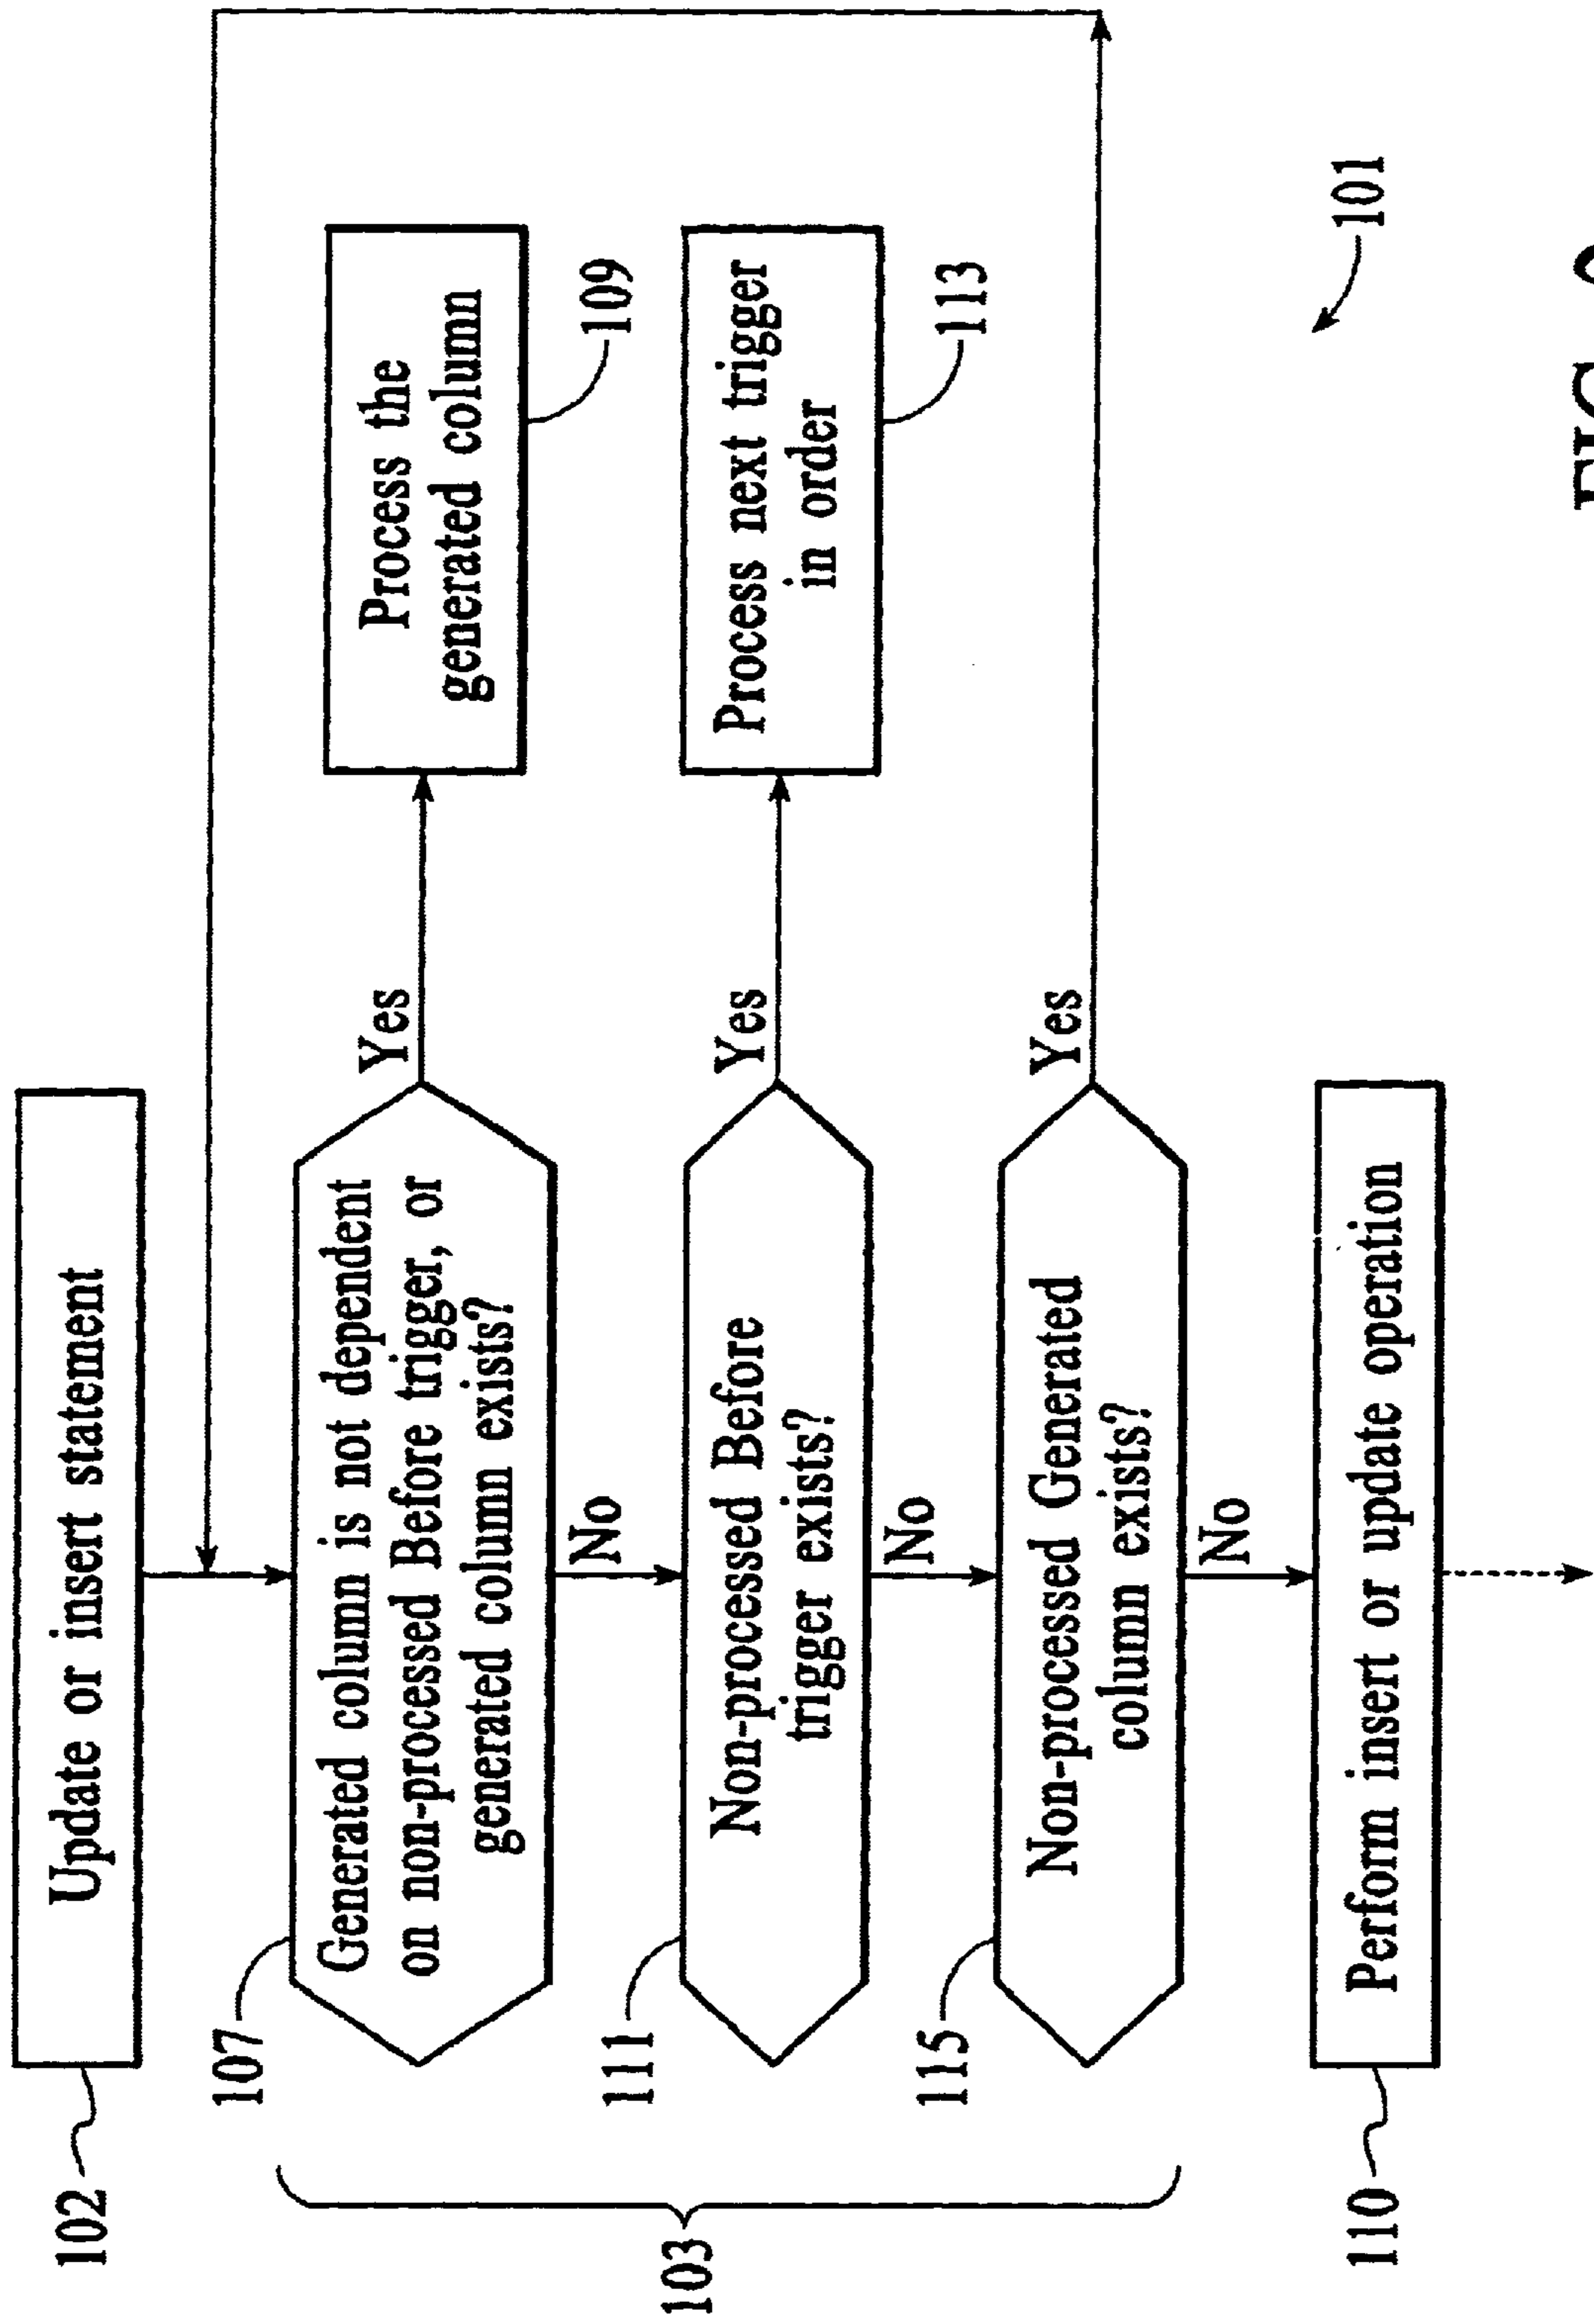 102
Update or insert statement
107
Generated column is not dependent
on non-processed Before trigger, or
generated column exists?
Yes
Process the
generated column
109
No
103
111
Non-processed Before
trigger exists?
Yes
Process next trigger
in order
113
No
115
Non-processed Generated
column exists?
Yes
No
110
Perform insert or update operation
101